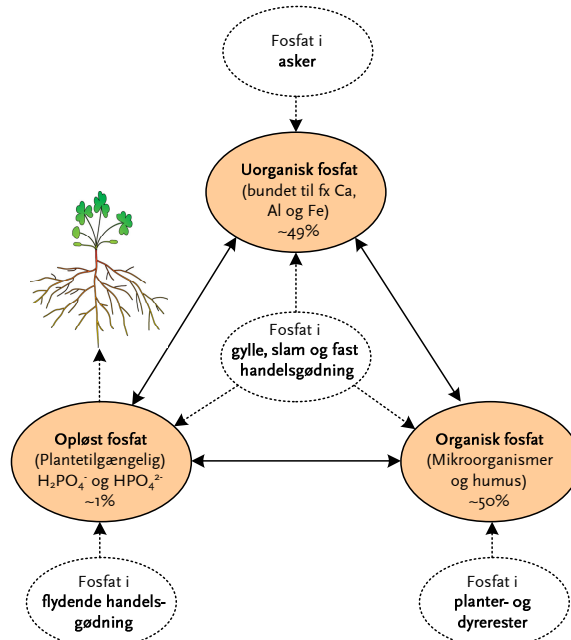 Fosfat i
asker
Uorganisk fosfat
(bundet til fx Ca,
Al og Fe)
~49%
Fosfat i
gylle, slam og fast
handelsgødning
Opløst fosfat
(Plantetilgængelig)
H₂PO₄⁻ og HPO₄²⁻
~1%
Organisk fosfat
(Mikroorganismer
og humus)
~50%
Fosfat i
flydende handels-
gødning
Fosfat i
planter- og
dyrerester